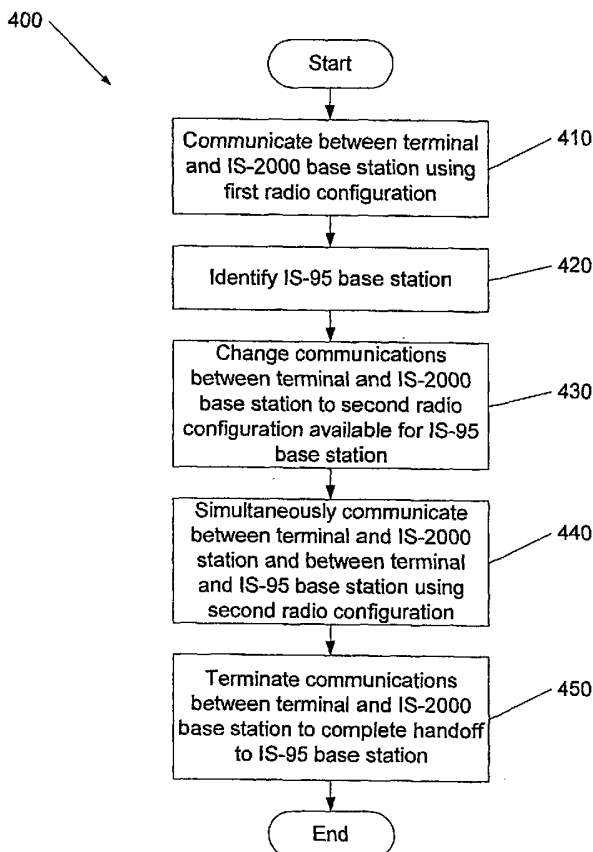 400
Start
Communicate between terminal
and IS-2000 base station using
first radio configuration
410
Identify IS-95 base station
420
Change communications
between terminal and IS-2000
base station to second radio
configuration available for IS-95
base station
430
Simultaneously communicate
between terminal and IS-2000
station and between terminal
and IS-95 base station using
second radio configuration
440
Terminate communications
between terminal and IS-2000
base station to complete handoff
to IS-95 base station
450
End